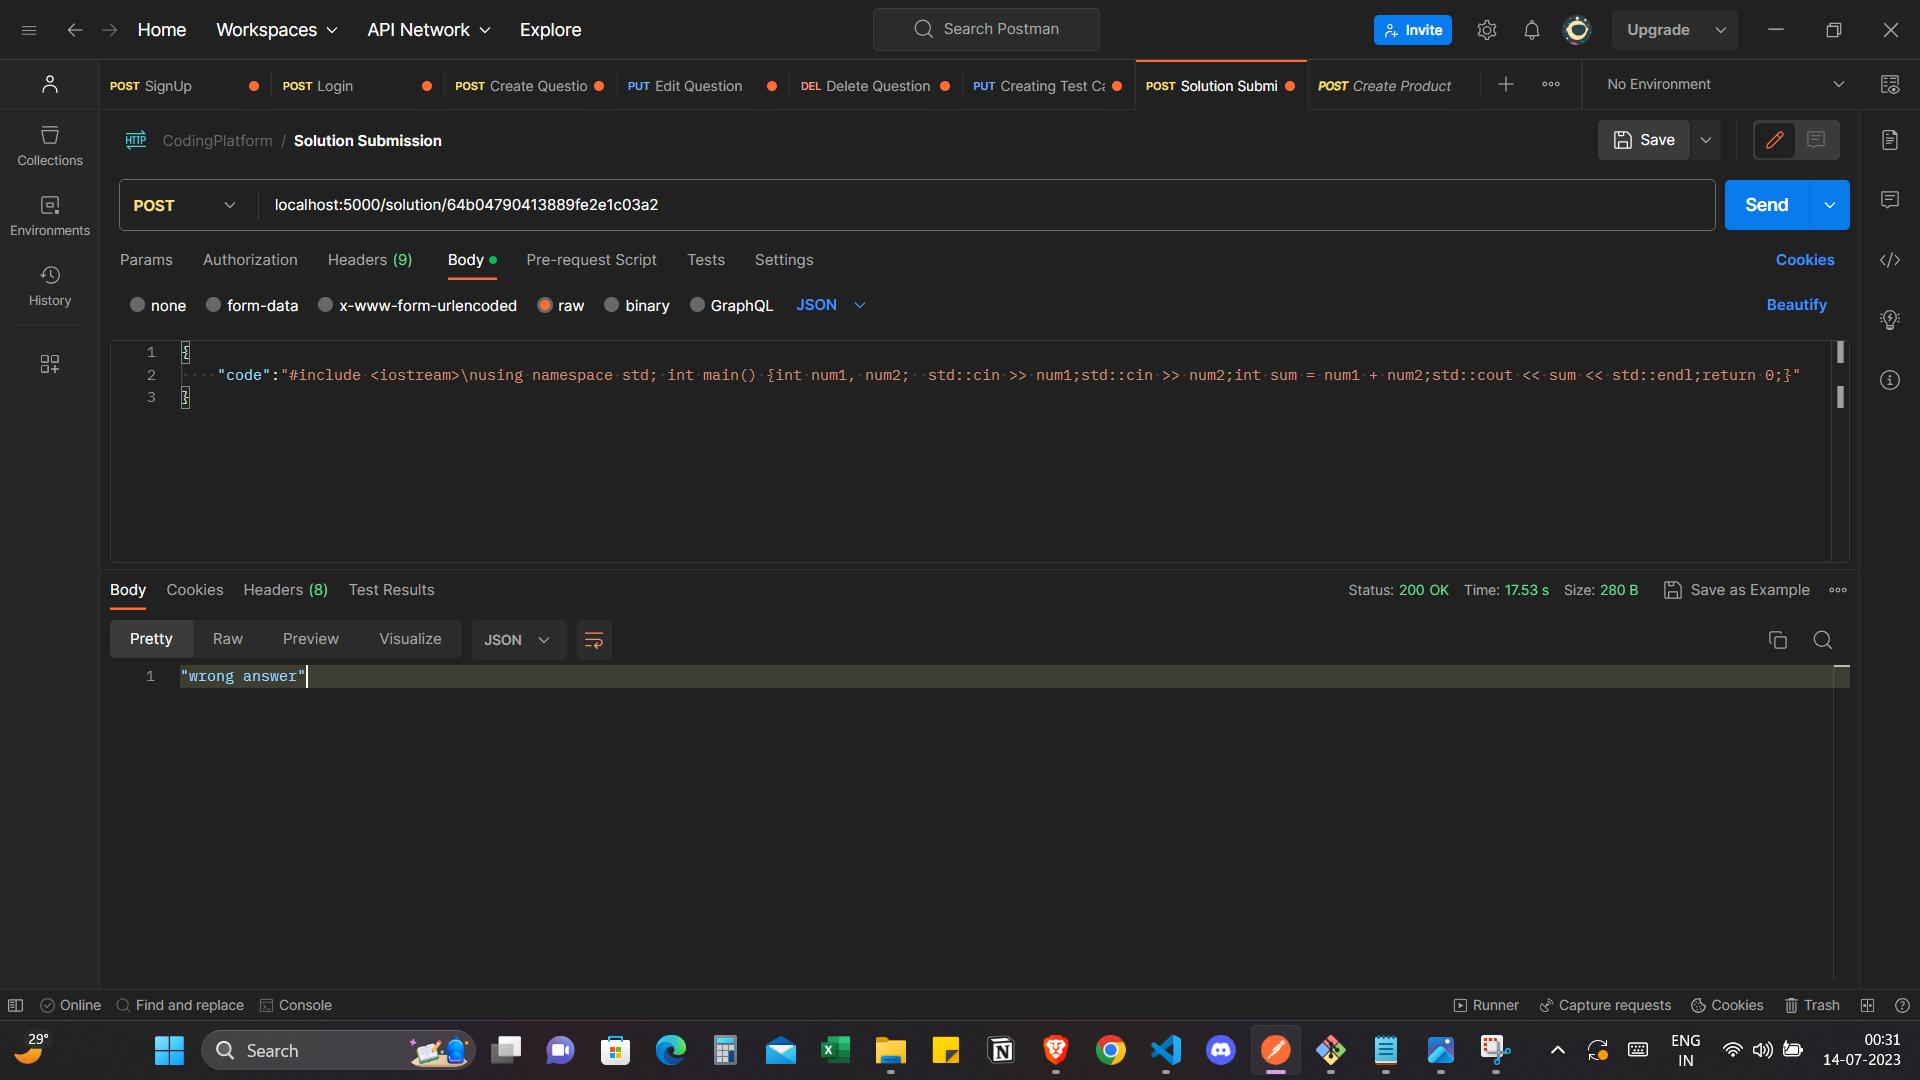 Home Workspaces API Network Explore Search Postman Invite Upgrade
POST SignUp POST Login POST Create Questio PUT Edit Question DEL Delete Question PUT Creating Test Ca POST Solution Submi POST Create Product No Environment
HTTP CodingPlatform / Solution Submission Save
Collections
Environments
History
POST localhost:5000/solution/64b04790413889fe2e1c03a2 Send
Params Authorization Headers (9) Body Pre-request Script Tests Settings Cookies
none form-data x-www-form-urlencoded raw binary GraphQL JSON Beautify
1 {
2 "code":"#include <iostream>\nusing namespace std; int main() {int num1, num2;  std::cin >> num1;std::cin >> num2;int sum = num1 + num2;std::cout << sum << std::endl;return 0;}"
3 }
Body Cookies Headers (8) Test Results Status: 200 OK Time: 17.53 s Size: 280 B Save as Example
Pretty Raw Preview Visualize JSON
1 "wrong answer"
Online Find and replace Console Runner Capture requests Cookies Trash
29° Search ENG 00:31
IN 14-07-2023